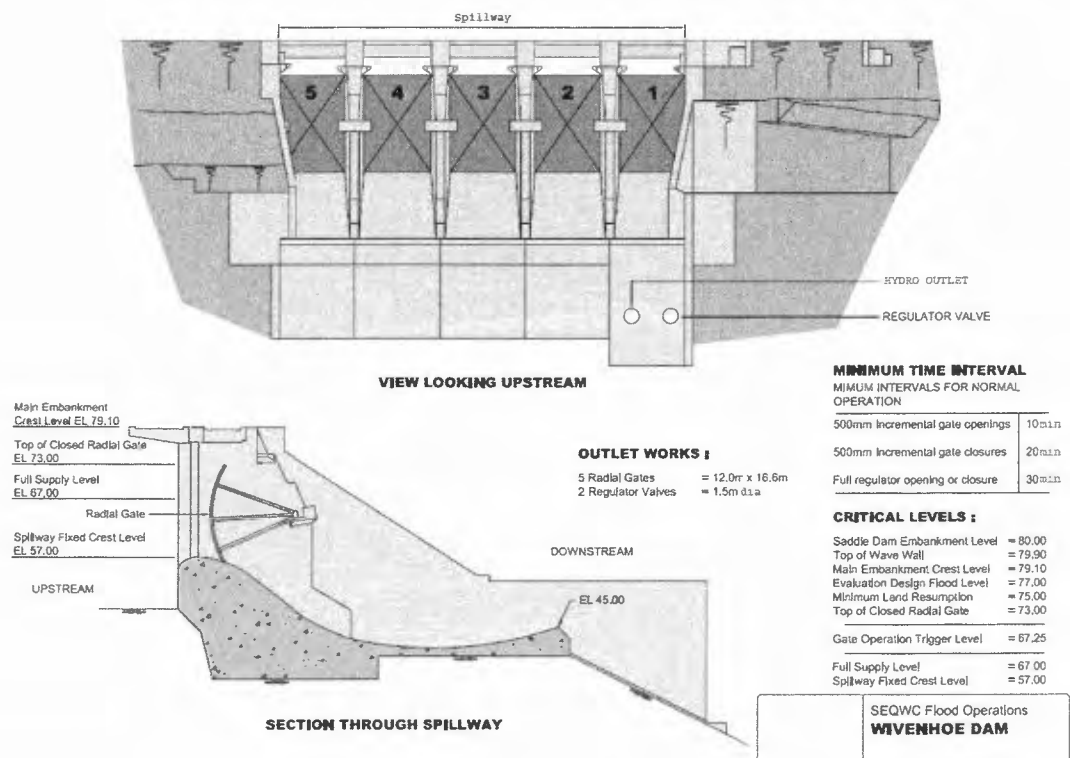 Spillway
5 4 3 2 1
HYDRO OUTLET
REGULATOR VALVE
VIEW LOOKING UPSTREAM
MINIMUM TIME INTERVAL
MIMUM INTERVALS FOR NORMAL
OPERATION
500mm Incremental gate openings 10min
500mm Incremental gate closures 20min
Full regulator opening or closure 30min
Main Embankment
Crest Level EL 79.10
Top of Closed Radial Gate
EL 73,00
Full Supply Level
EL 67,00
Radial Gate
Spillway Fixed Crest Level
EL 57.00
UPSTREAM
OUTLET WORKS :
5 Radial Gates = 12.0m x 16.6m
2 Regulator Valves = 1.5m dia
DOWNSTREAM
EL 45.00
SECTION THROUGH SPILLWAY
CRITICAL LEVELS :
Saddle Dam Embankment Level = 80.00
Top of Wave Wall = 79.90
Main Embankment Crest Level = 79.10
Evaluation Design Flood Level = 77.00
Minimum Land Resumption = 75.00
Top of Closed Radial Gate = 73,00
Gate Operation Trigger Level = 67,25
Full Supply Level = 67 00
Spillway Fixed Crest Level = 57.00
SEQWC Flood Operations
WIVENHOE DAM